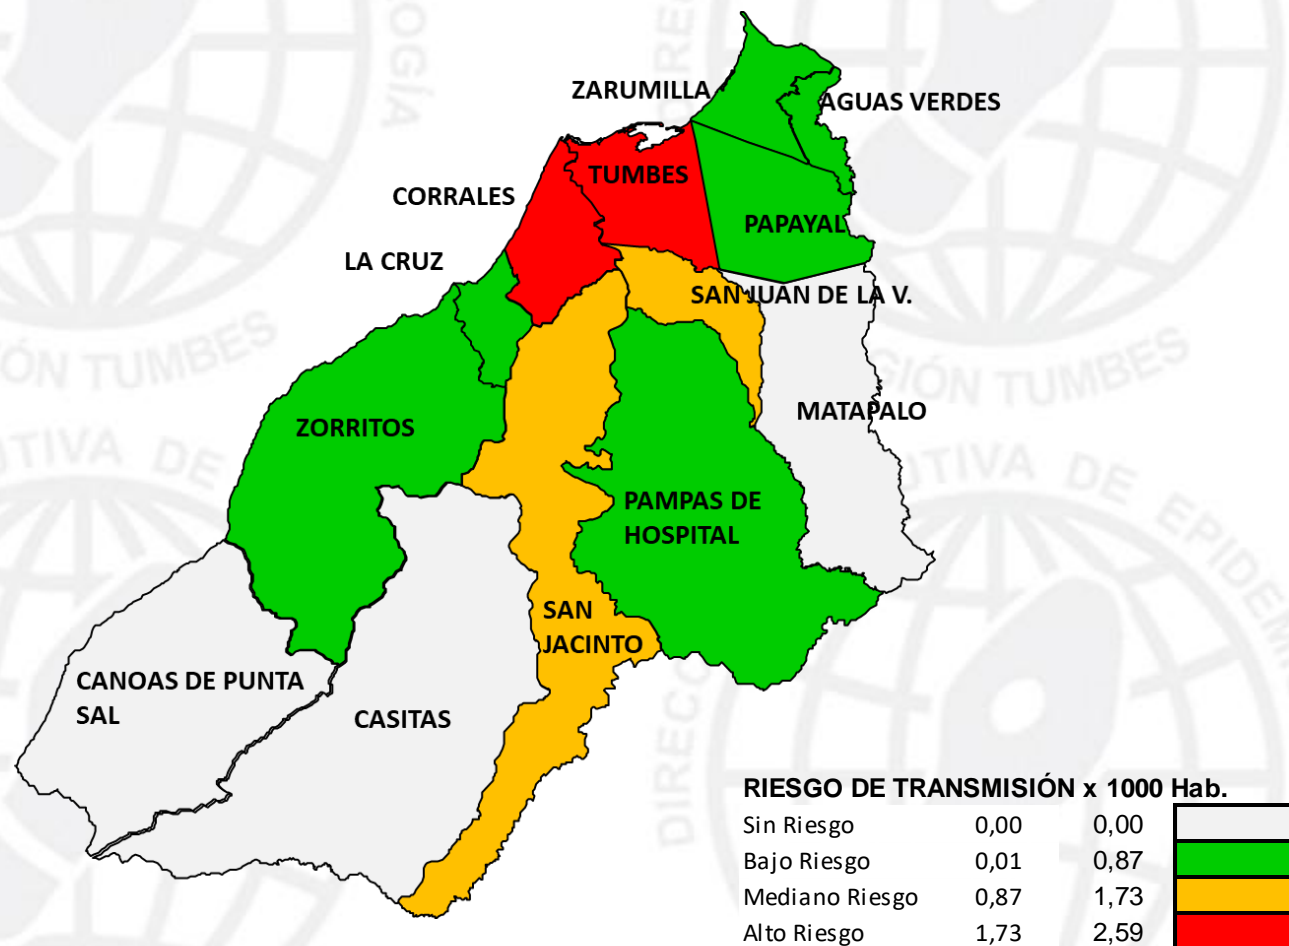 ZARUMILLA
AGUAS VERDES
TUMBES
CORRALES
PAPAYAL
LA CRUZ
SAN JUAN DE LA V.
MATAPALO
ZORRITOS
PAMPAS DE
HOSPITAL
SAN
JACINTO
CANOAS DE PUNTA
SAL
CASITAS
RIESGO DE TRANSMISIÓN x 1000 Hab.
Sin Riesgo 0,00 0,00
Bajo Riesgo 0,01 0,87
Mediano Riesgo 0,87 1,73
Alto Riesgo 1,73 2,59